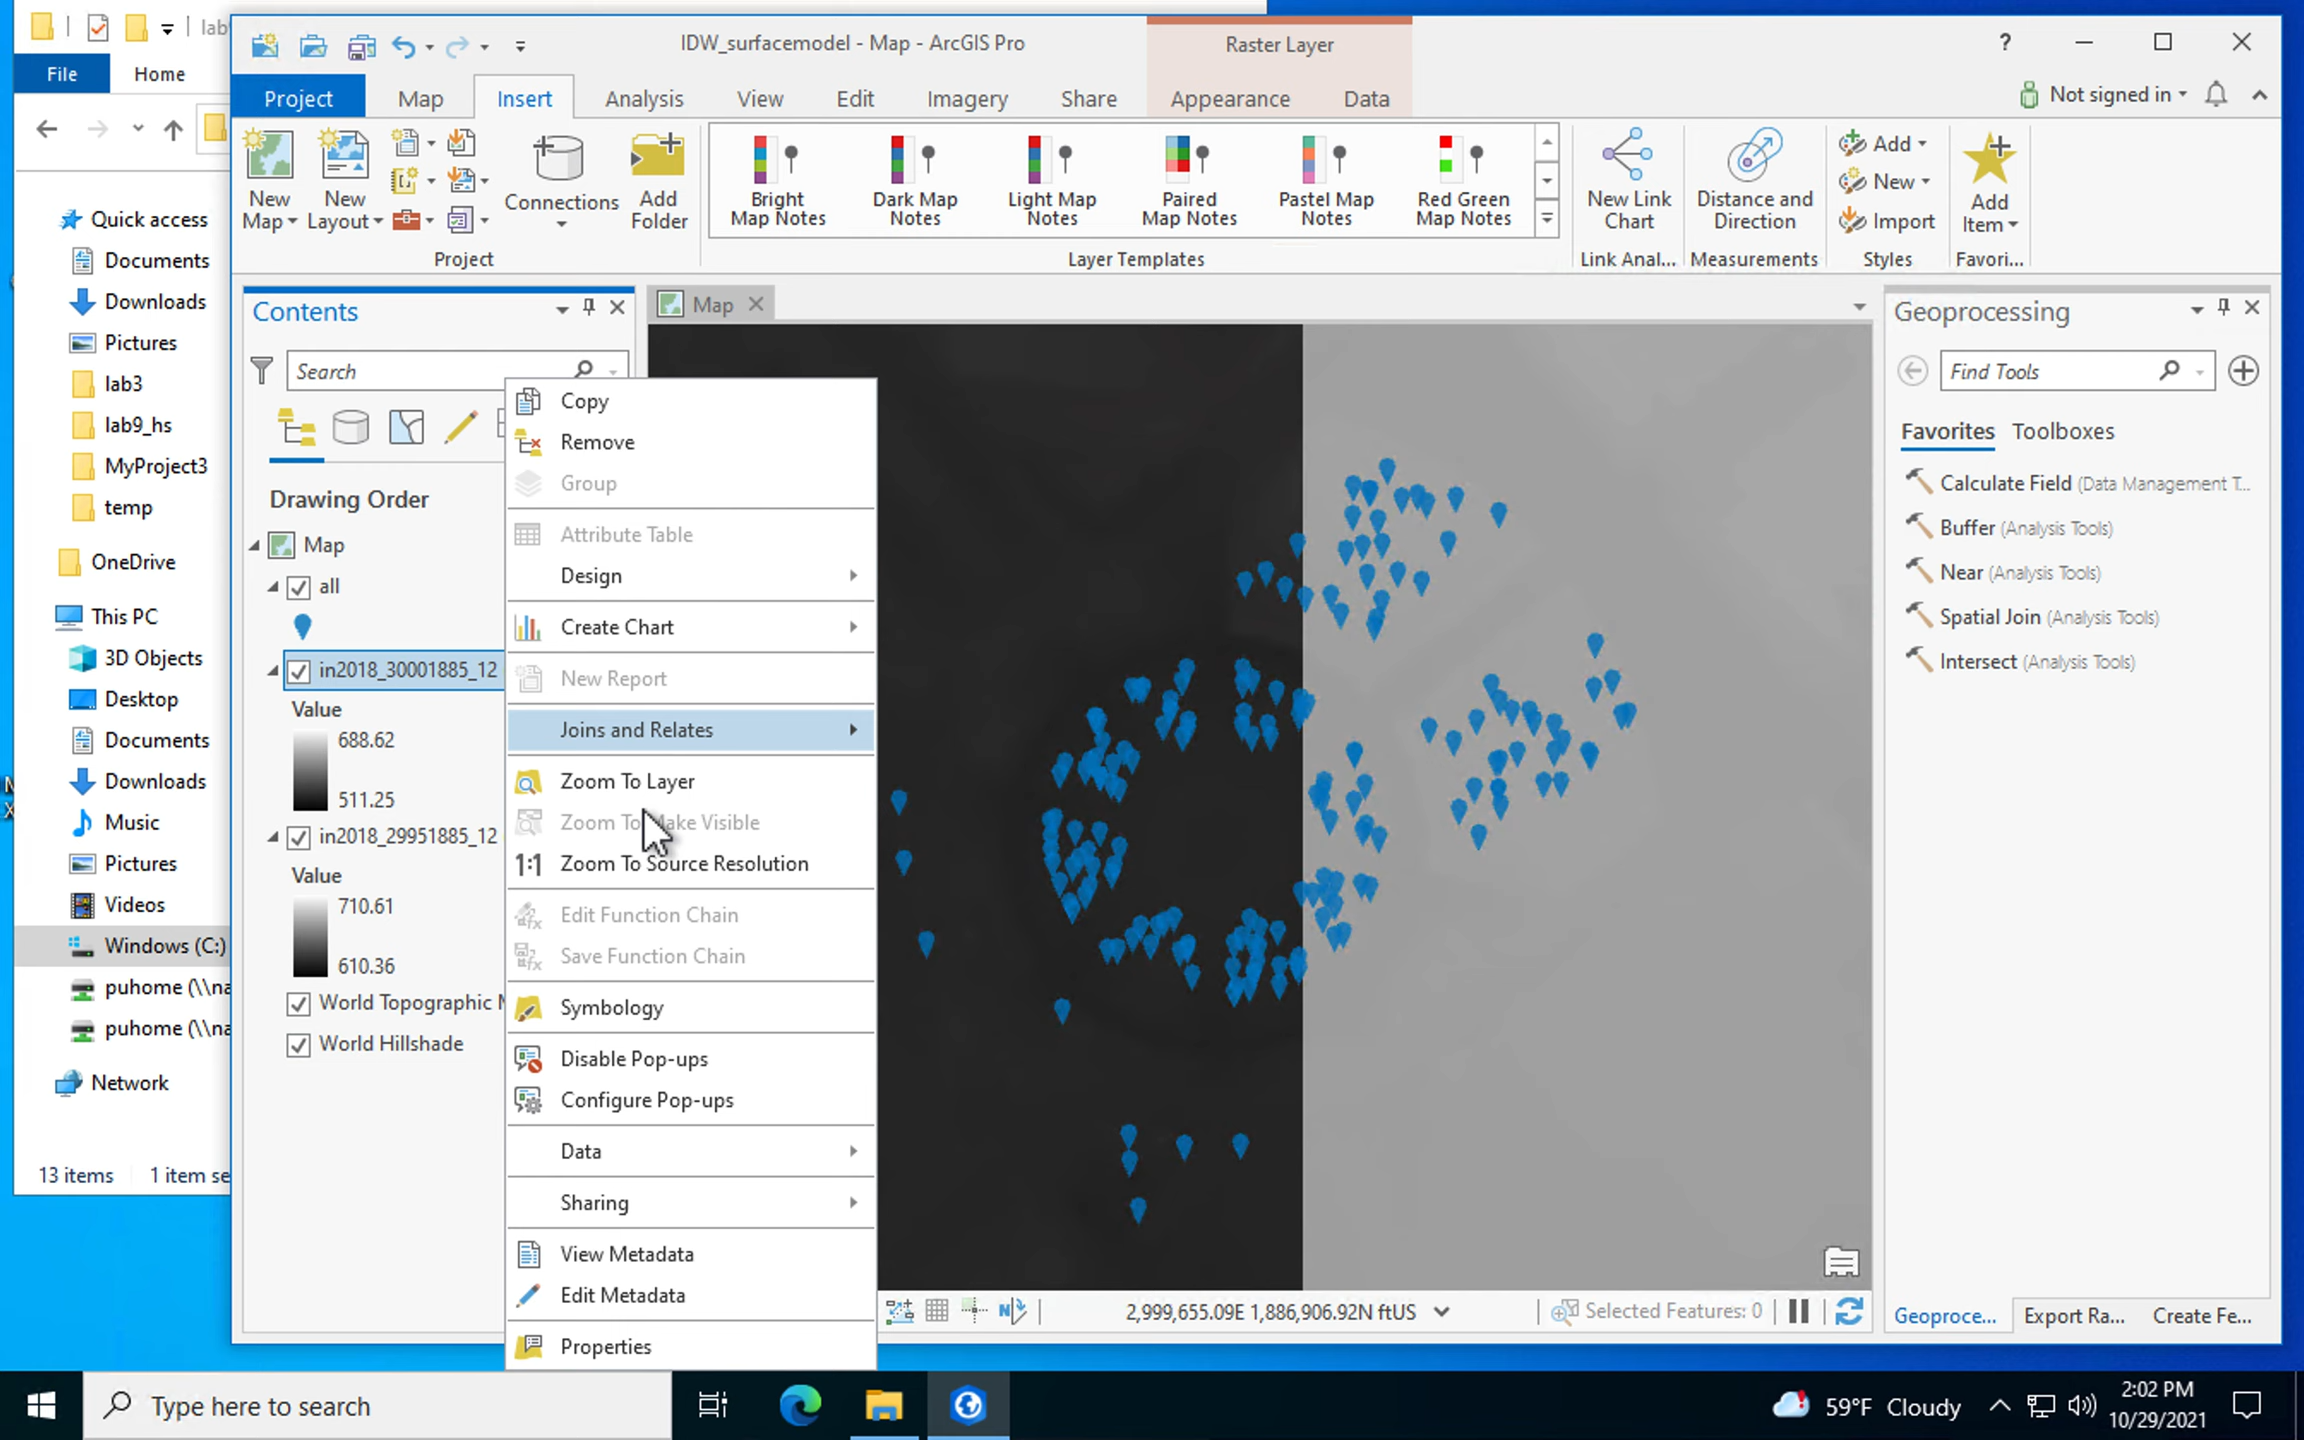 lab
File
Home
Quick access
Documents
Downloads
Pictures
lab3
lab9_hs
MyProject3
temp
OneDrive
This PC
3D Objects
Desktop
Documents
Downloads
Music
Pictures
Videos
Windows (C:)
puhome (\\na
puhome (\\na
Network
13 items
1 item se
IDW_surfacemodel - Map - ArcGIS Pro
Raster Layer
?
Project
Map
Insert
Analysis
View
Edit
Imagery
Share
Appearance
Data
Not signed in
New
Map
New
Layout
Connections
Add
Folder
Project
Bright
Map Notes
Dark Map
Notes
Light Map
Notes
Paired
Map Notes
Pastel Map
Notes
Red Green
Map Notes
Layer Templates
New Link
Chart
Link Anal...
Distance and
Direction
Measurements
Add
New
Import
Styles
Add
Item
Favori...
Contents
Search
Drawing Order
Map
all
in2018_30001885_12
Value
688.62
511.25
in2018_29951885_12
Value
710.61
610.36
World Topographic M
World Hillshade
Copy
Remove
Group
Attribute Table
Design
Create Chart
New Report
Joins and Relates
Zoom To Layer
Zoom To Make Visible
1:1 Zoom To Source Resolution
Edit Function Chain
Save Function Chain
Symbology
Disable Pop-ups
Configure Pop-ups
Data
Sharing
View Metadata
Edit Metadata
Properties
Map
2,999,655.09E 1,886,906.92N ftUS
Selected Features: 0
Geoprocessing
Find Tools
Favorites
Toolboxes
Calculate Field (Data Management T...
Buffer (Analysis Tools)
Near (Analysis Tools)
Spatial Join (Analysis Tools)
Intersect (Analysis Tools)
Geoproce...
Export Ra...
Create Fe...
Type here to search
59°F Cloudy
2:02 PM
10/29/2021